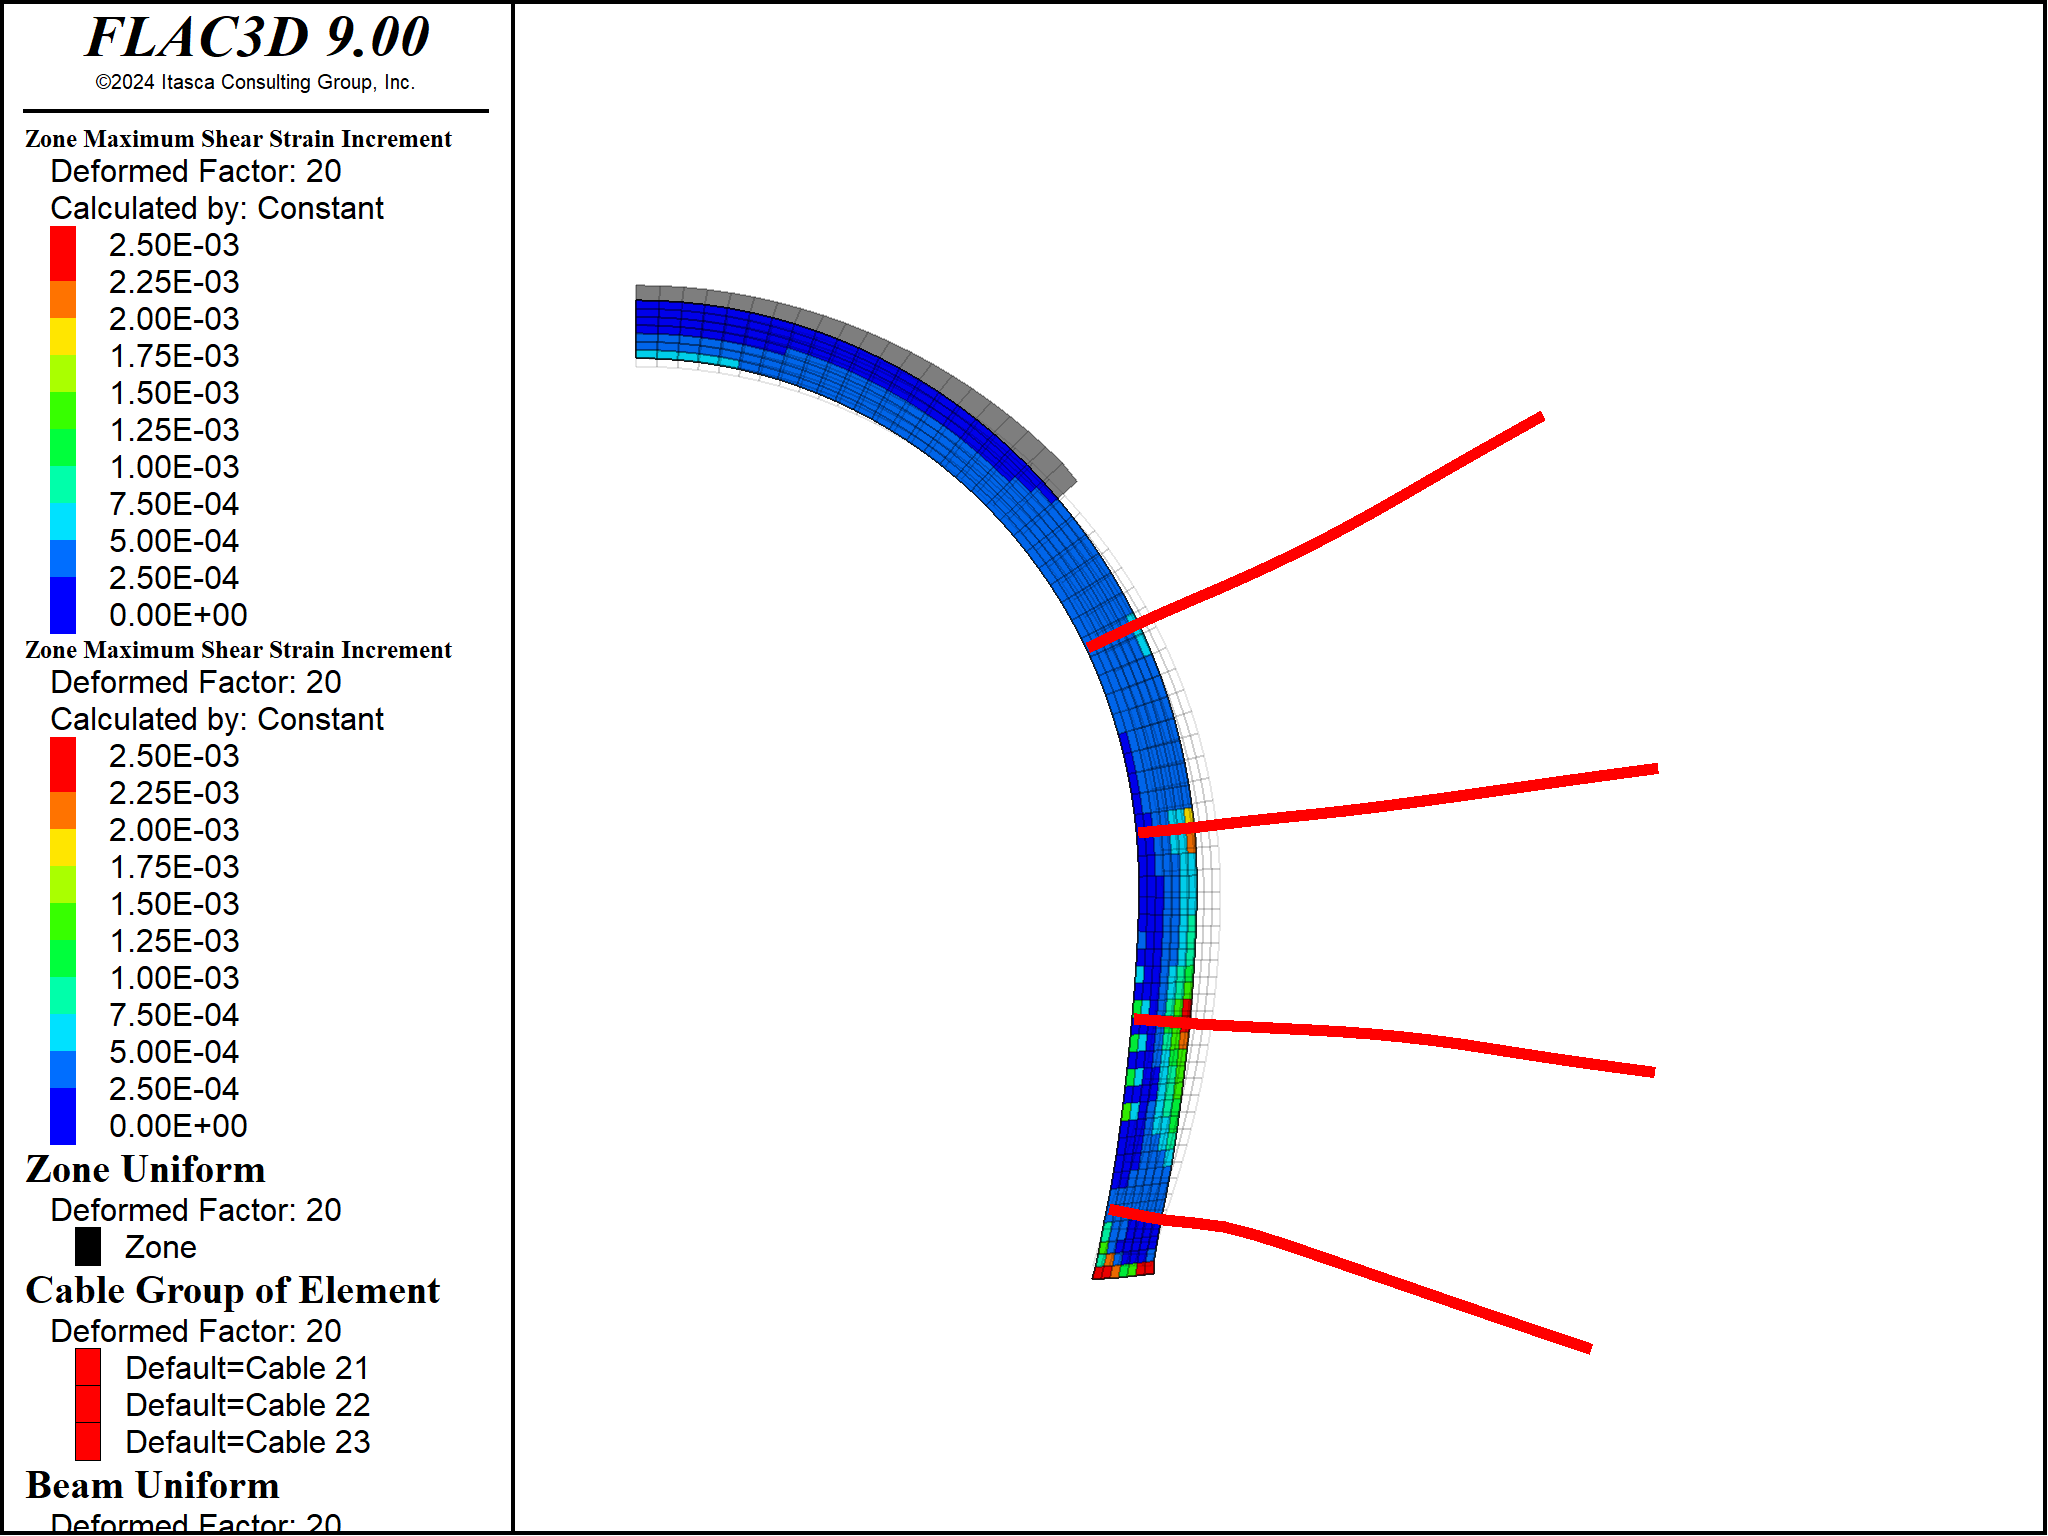 FLAC3D 9.00
©2024 Itasca Consulting Group, Inc.
Zone Maximum Shear Strain Increment
Deformed Factor: 20
Calculated by: Constant
2.50E-03
2.25E-03
2.00E-03
1.75E-03
1.50E-03
1.25E-03
1.00E-03
7.50E-04
5.00E-04
2.50E-04
0.00E+00
Zone Maximum Shear Strain Increment
Deformed Factor: 20
Calculated by: Constant
2.50E-03
2.25E-03
2.00E-03
1.75E-03
1.50E-03
1.25E-03
1.00E-03
7.50E-04
5.00E-04
2.50E-04
0.00E+00
Zone Uniform
Deformed Factor: 20
Zone
Cable Group of Element
Deformed Factor: 20
Default=Cable 21
Default=Cable 22
Default=Cable 23
Beam Uniform
Deformed Factor: 20